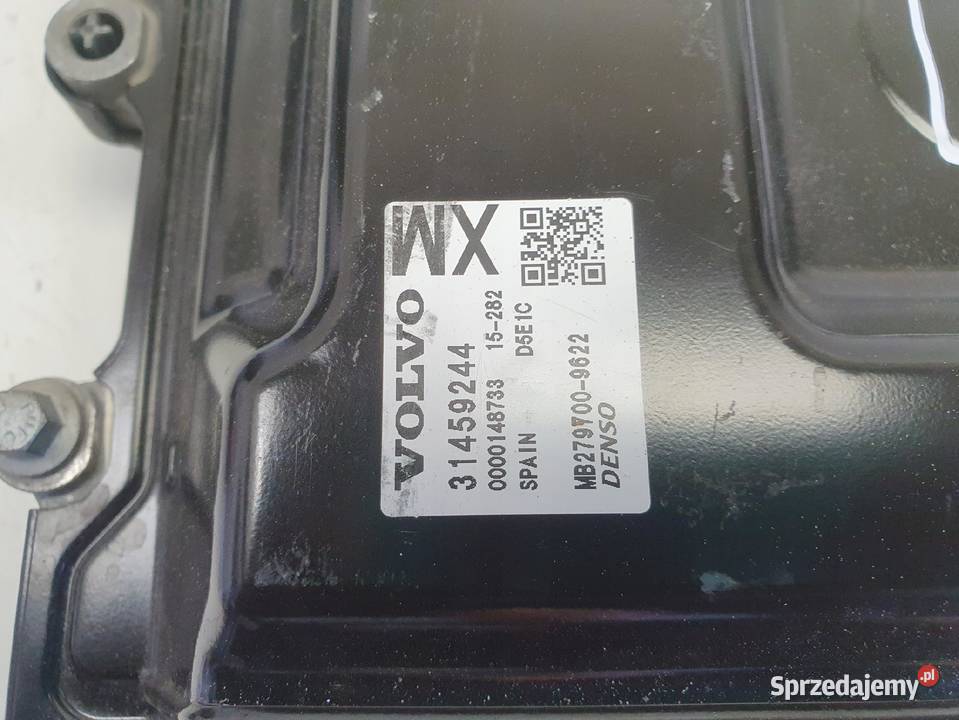 WX
VOLVO
31459244
0000148733 15-282
SPAIN D5E1C
MB279700-9622
DENSO
Sprzedajemy.pl